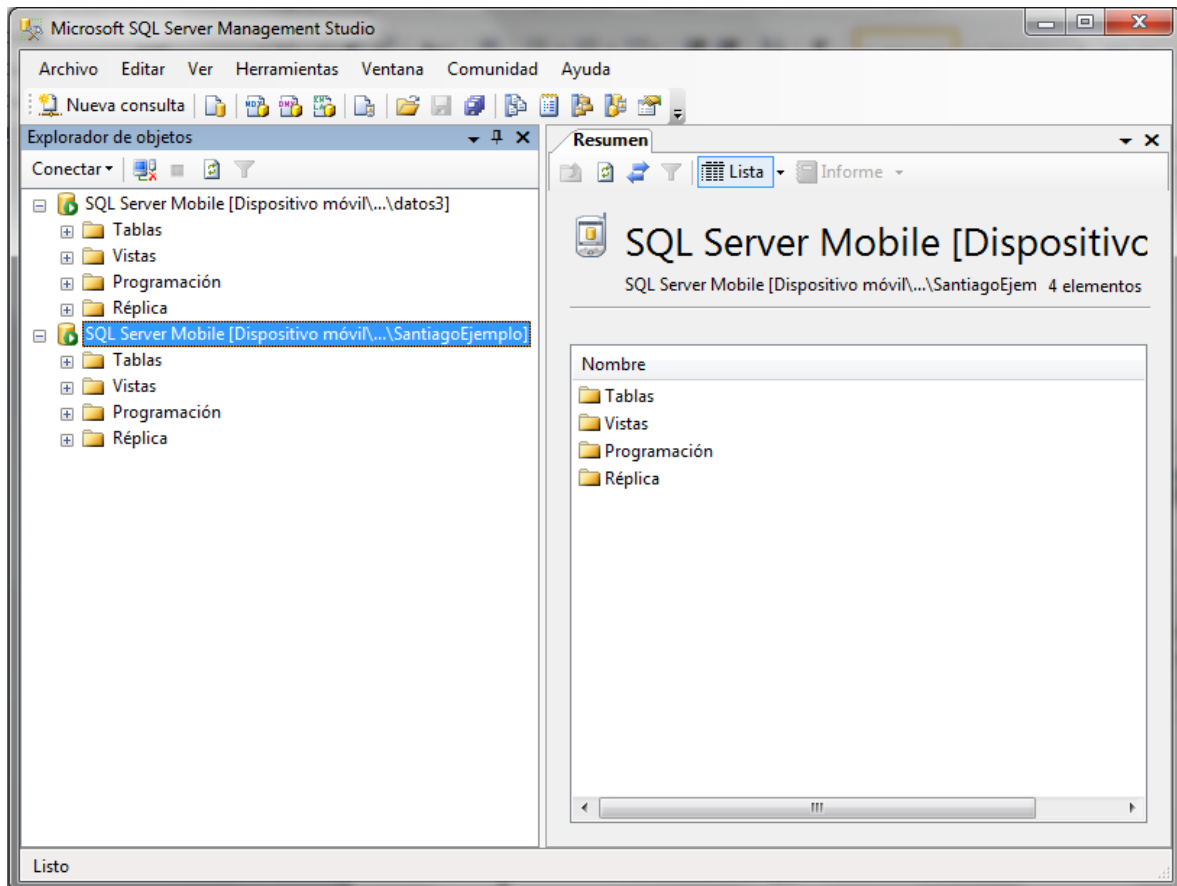 Microsoft SQL Server Management Studio
Archivo Editar Ver Herramientas Ventana Comunidad Ayuda
Nueva consulta
Explorador de objetos
Conectar
SQL Server Mobile [Dispositivo móvil\...\datos3]
Tablas
Vistas
Programación
Réplica
SQL Server Mobile [Dispositivo móvil\...\SantiagoEjemplo]
Tablas
Vistas
Programación
Réplica
Resumen
Lista Informe
SQL Server Mobile [Dispositivo
SQL Server Mobile [Dispositivo móvil\...\SantiagoEjem 4 elementos
Nombre
Tablas
Vistas
Programación
Réplica
Listo